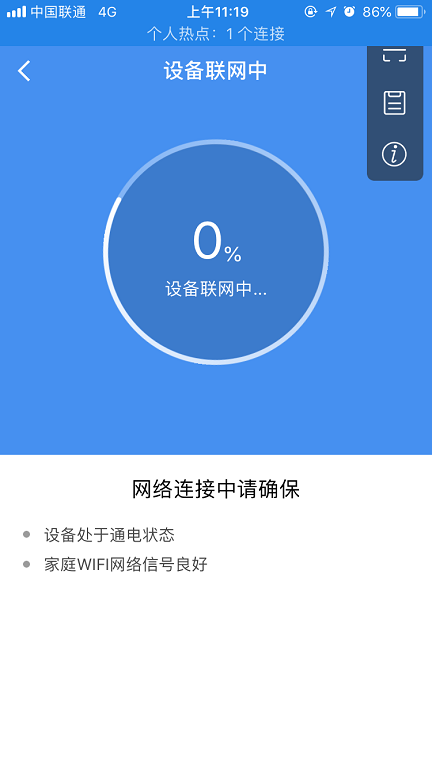 中国联通 4G 上午11:19 86%
个人热点：1 个连接
设备联网中
0%
设备联网中...
网络连接中请确保
设备处于通电状态
家庭WIFI网络信号良好